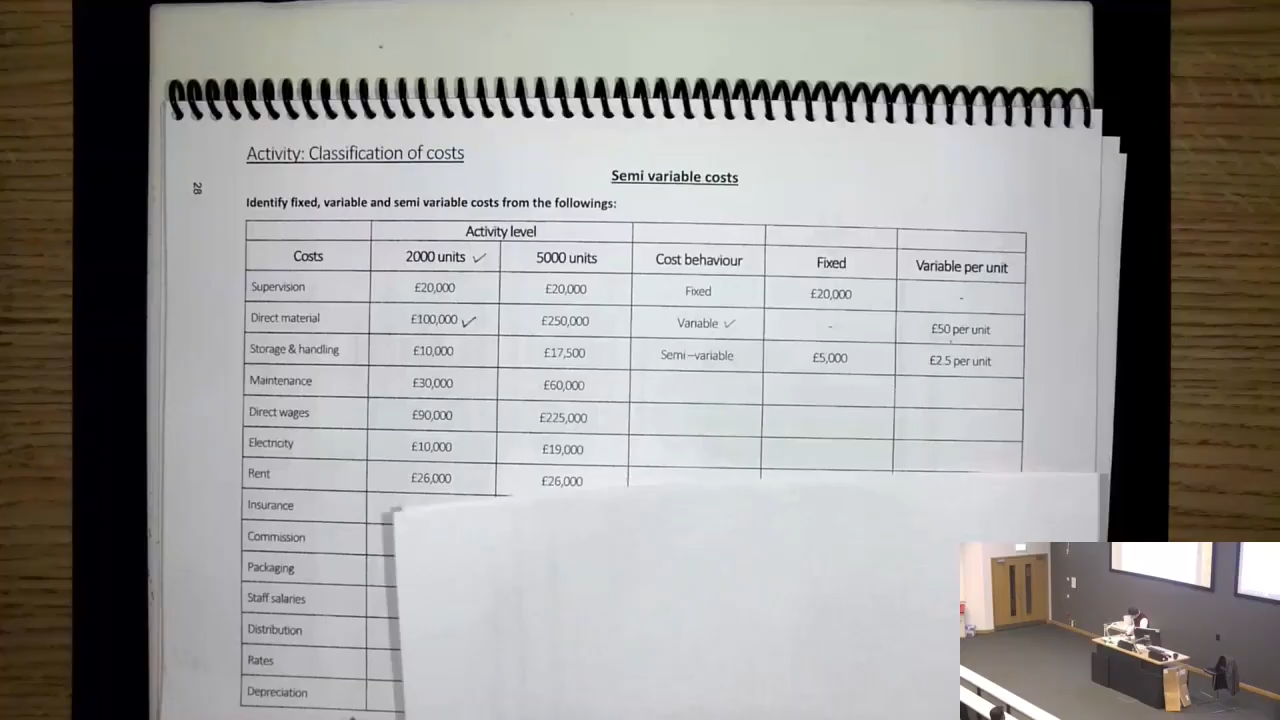 Activity: Classification of costs
Semi variable costs
28
Identify fixed, variable and semi variable costs from the followings:
Activity level
Costs 2000 units ✓ 5000 units Cost behaviour Fixed Variable per unit
Supervision £20,000 £20,000 Fixed £20,000 -
Direct material £100,000 ✓ £250,000 Variable ✓ - £50 per unit
Storage & handling £10,000 £17,500 Semi–variable £5,000 £2.5 per unit
Maintenance £30,000 £60,000
Direct wages £90,000 £225,000
Electricity £10,000 £19,000
Rent £26,000 £26,000
Insurance
Commission
Packaging
Staff salaries
Distribution
Rates
Depreciation